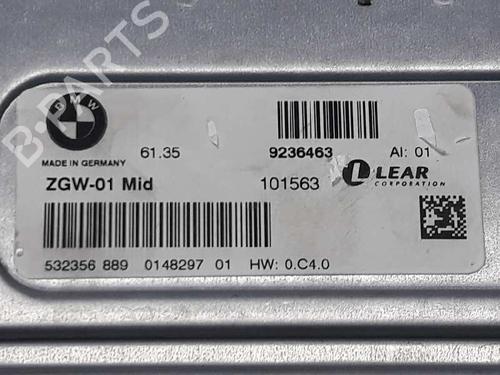 B-PARTS
BMW
61.35 9236463 AI: 01
MADE IN GERMANY
ZGW-01 Mid 101563 LEAR
CORPORATION
532356 889 0148297 01 HW: 0.C4.0